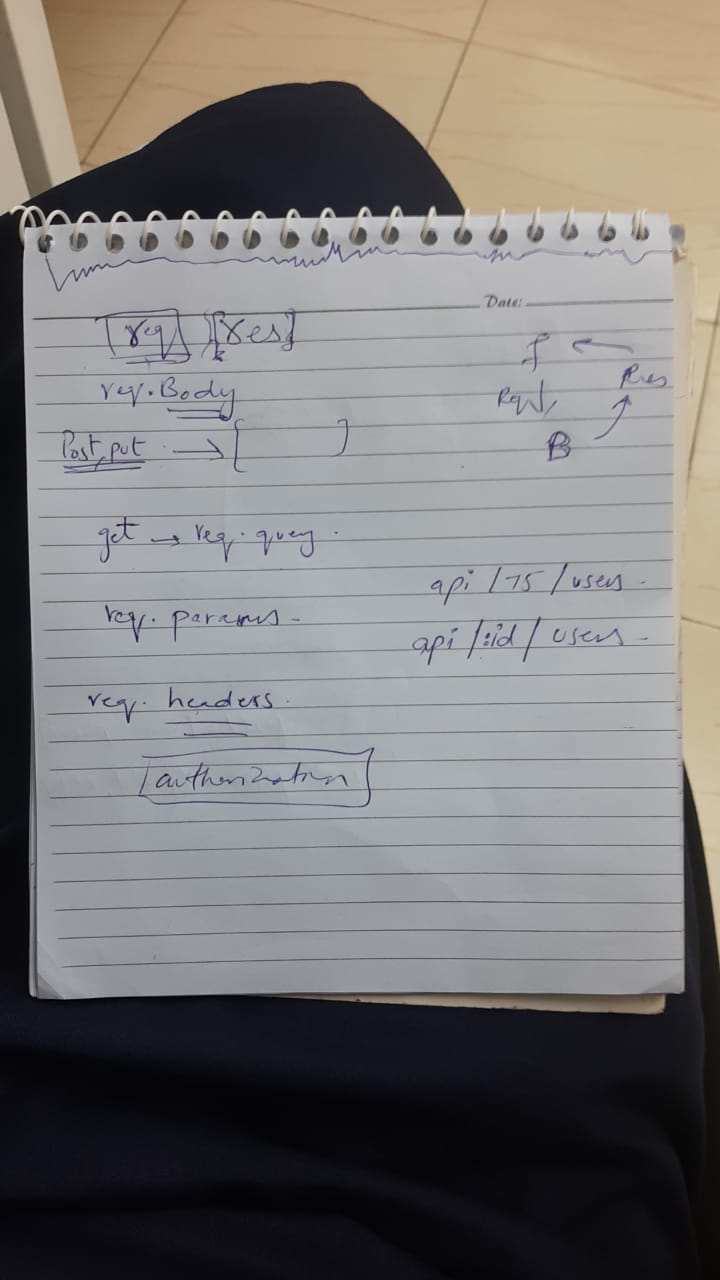 Date:
req res
req. Body
Post, put →
F ←
Req ↓ Res
B
get → req. query.
req. params -
api /75/users.
api /:id/ users -
req. headers.
authorization